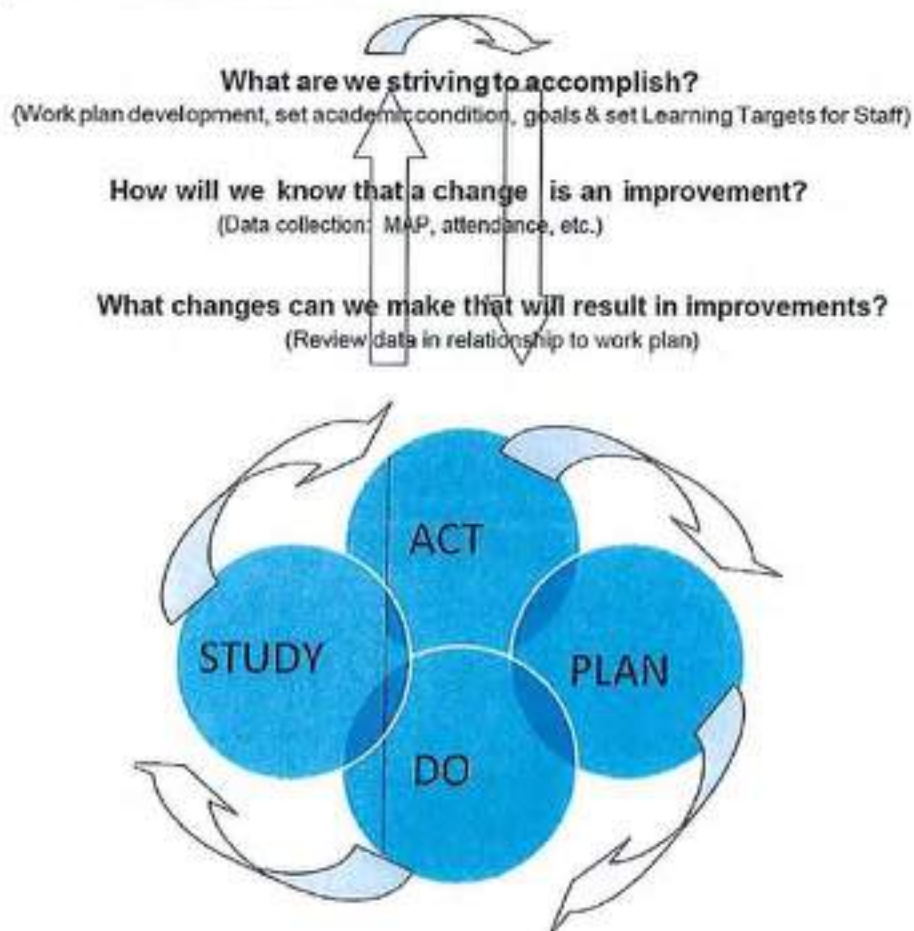 What are we striving to accomplish?
(Work plan development, set academic condition, goals & set Learning Targets for Staff)
How will we know that a change is an improvement?
(Data collection: MAP, attendance, etc.)
What changes can we make that will result in improvements?
(Review data in relationship to work plan)
ACT
STUDY
PLAN
DO